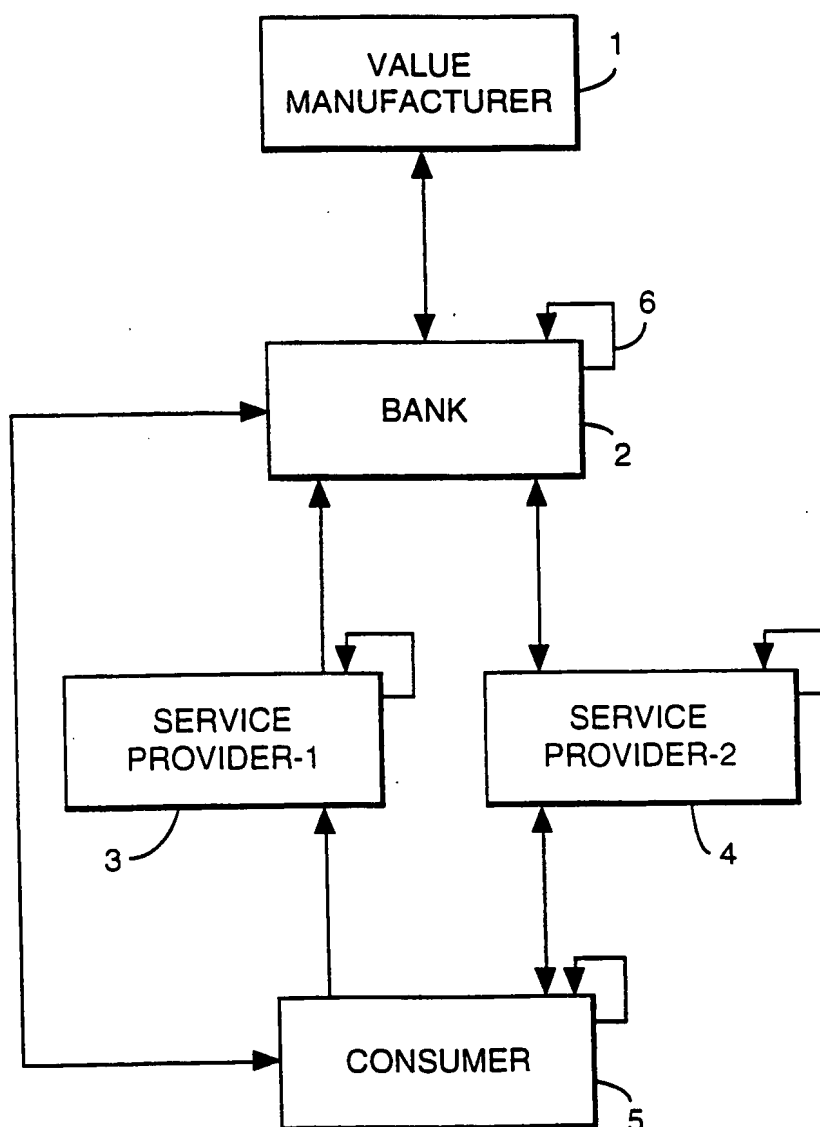 VALUE
MANUFACTURER
1
6
BANK
2
SERVICE
PROVIDER-1
SERVICE
PROVIDER-2
3
4
CONSUMER
5